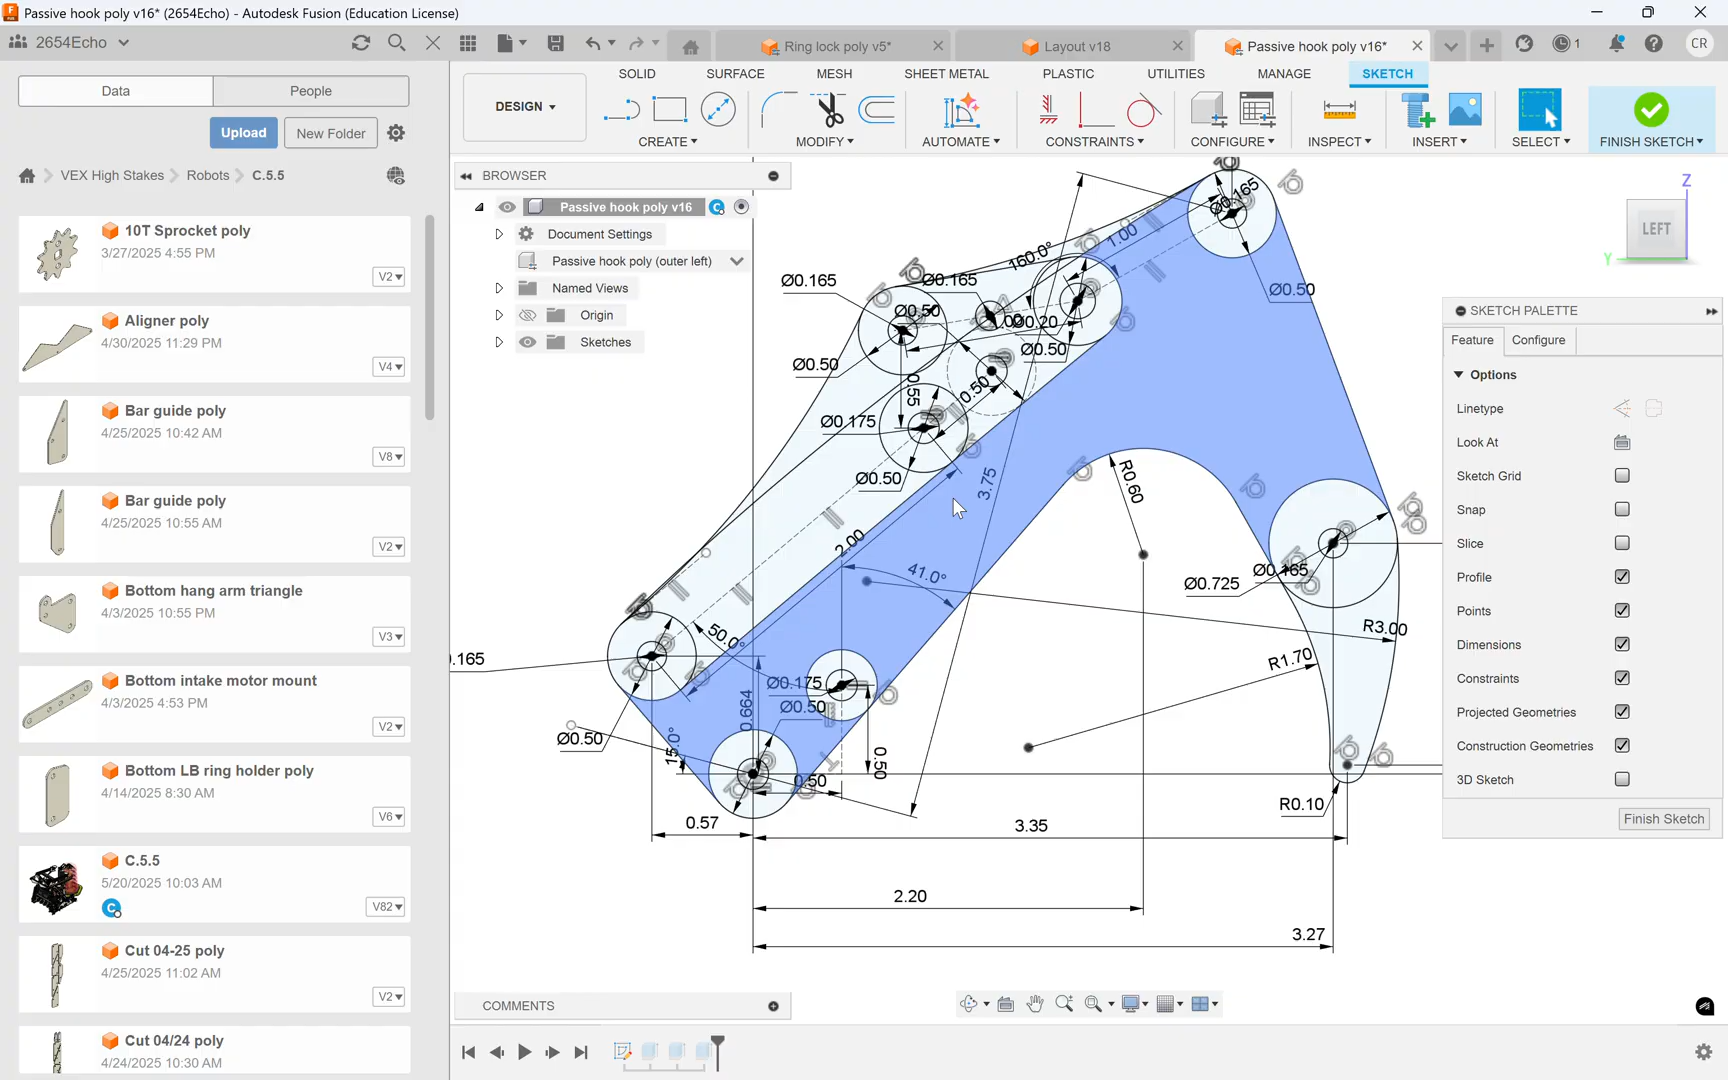 Passive hook poly v16* (2654Echo) - Autodesk Fusion (Education License)
2654Echo
Ring lock poly v5*
Layout v18
Passive hook poly v16*
1
CR
Data
People
Upload
New Folder
VEX High Stakes
Robots
C.5.5
10T Sprocket poly
3/27/2025 4:55 PM
V2
Aligner poly
4/30/2025 11:29 PM
V4
Bar guide poly
4/25/2025 10:42 AM
V8
Bar guide poly
4/25/2025 10:55 AM
V2
Bottom hang arm triangle
4/3/2025 10:55 PM
V3
Bottom intake motor mount
4/3/2025 4:53 PM
V2
Bottom LB ring holder poly
4/14/2025 8:30 AM
V6
C.5.5
5/20/2025 10:03 AM
V82
Cut 04-25 poly
4/25/2025 11:02 AM
V2
Cut 04/24 poly
4/24/2025 10:30 AM
DESIGN
SOLID
SURFACE
MESH
SHEET METAL
PLASTIC
UTILITIES
MANAGE
SKETCH
CREATE
MODIFY
AUTOMATE
CONSTRAINTS
CONFIGURE
INSPECT
INSERT
SELECT
FINISH SKETCH
BROWSER
Passive hook poly v16
Document Settings
Passive hook poly (outer left)
Named Views
Origin
Sketches
LEFT
Z
Y
Ø0.165
1.00
160.0°
Ø0.50
Ø0.165
Ø0.165
Ø0.50
Ø0.20
Ø0.50
Ø0.50
0.55
0.50
Ø0.175
Ø0.50
3.75
R0.60
2.00
41.0°
Ø0.725
Ø0.165
R3.00
R1.70
50.0°
.165
Ø0.175
Ø0.50
0.664
Ø0.50
15.0°
0.50
0.50
R0.10
0.57
3.35
2.20
3.27
SKETCH PALETTE
Feature
Configure
Options
Linetype
Look At
Sketch Grid
Snap
Slice
Profile
Points
Dimensions
Constraints
Projected Geometries
Construction Geometries
3D Sketch
Finish Sketch
COMMENTS